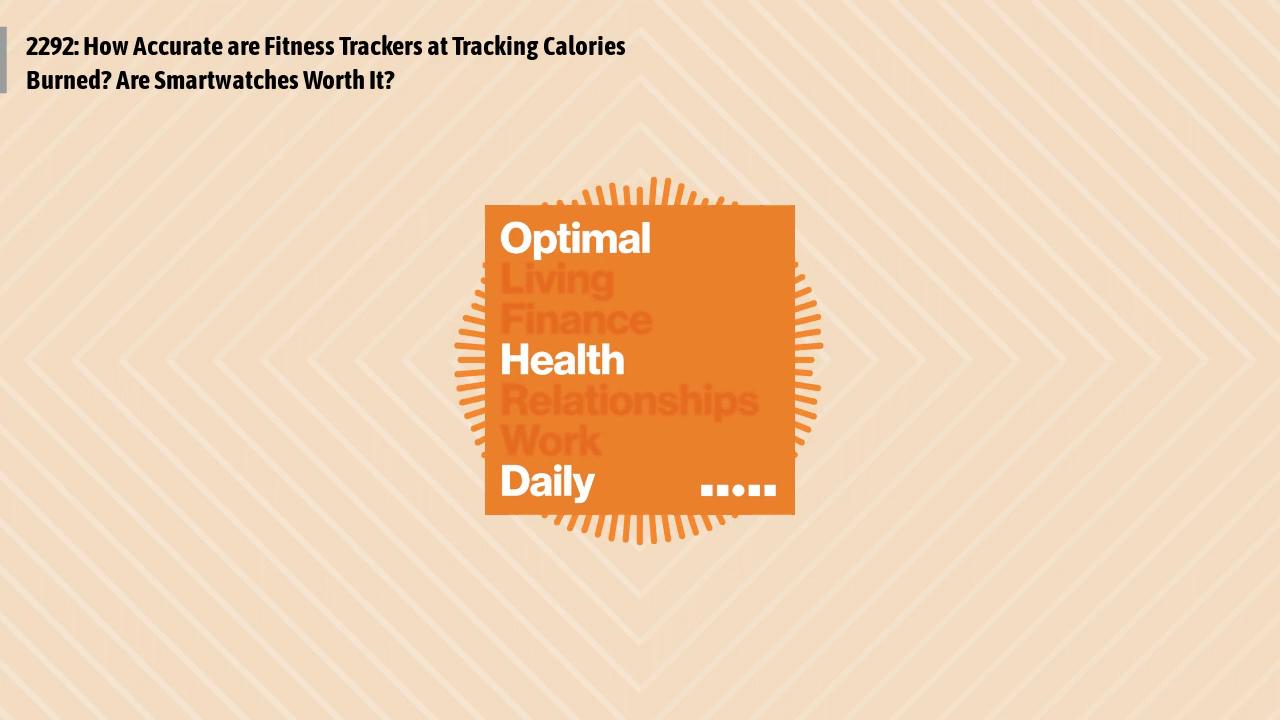 2292: How Accurate are Fitness Trackers at Tracking Calories
Burned? Are Smartwatches Worth It?
Optimal
Living
Finance
Health
Relationships
Work
Daily